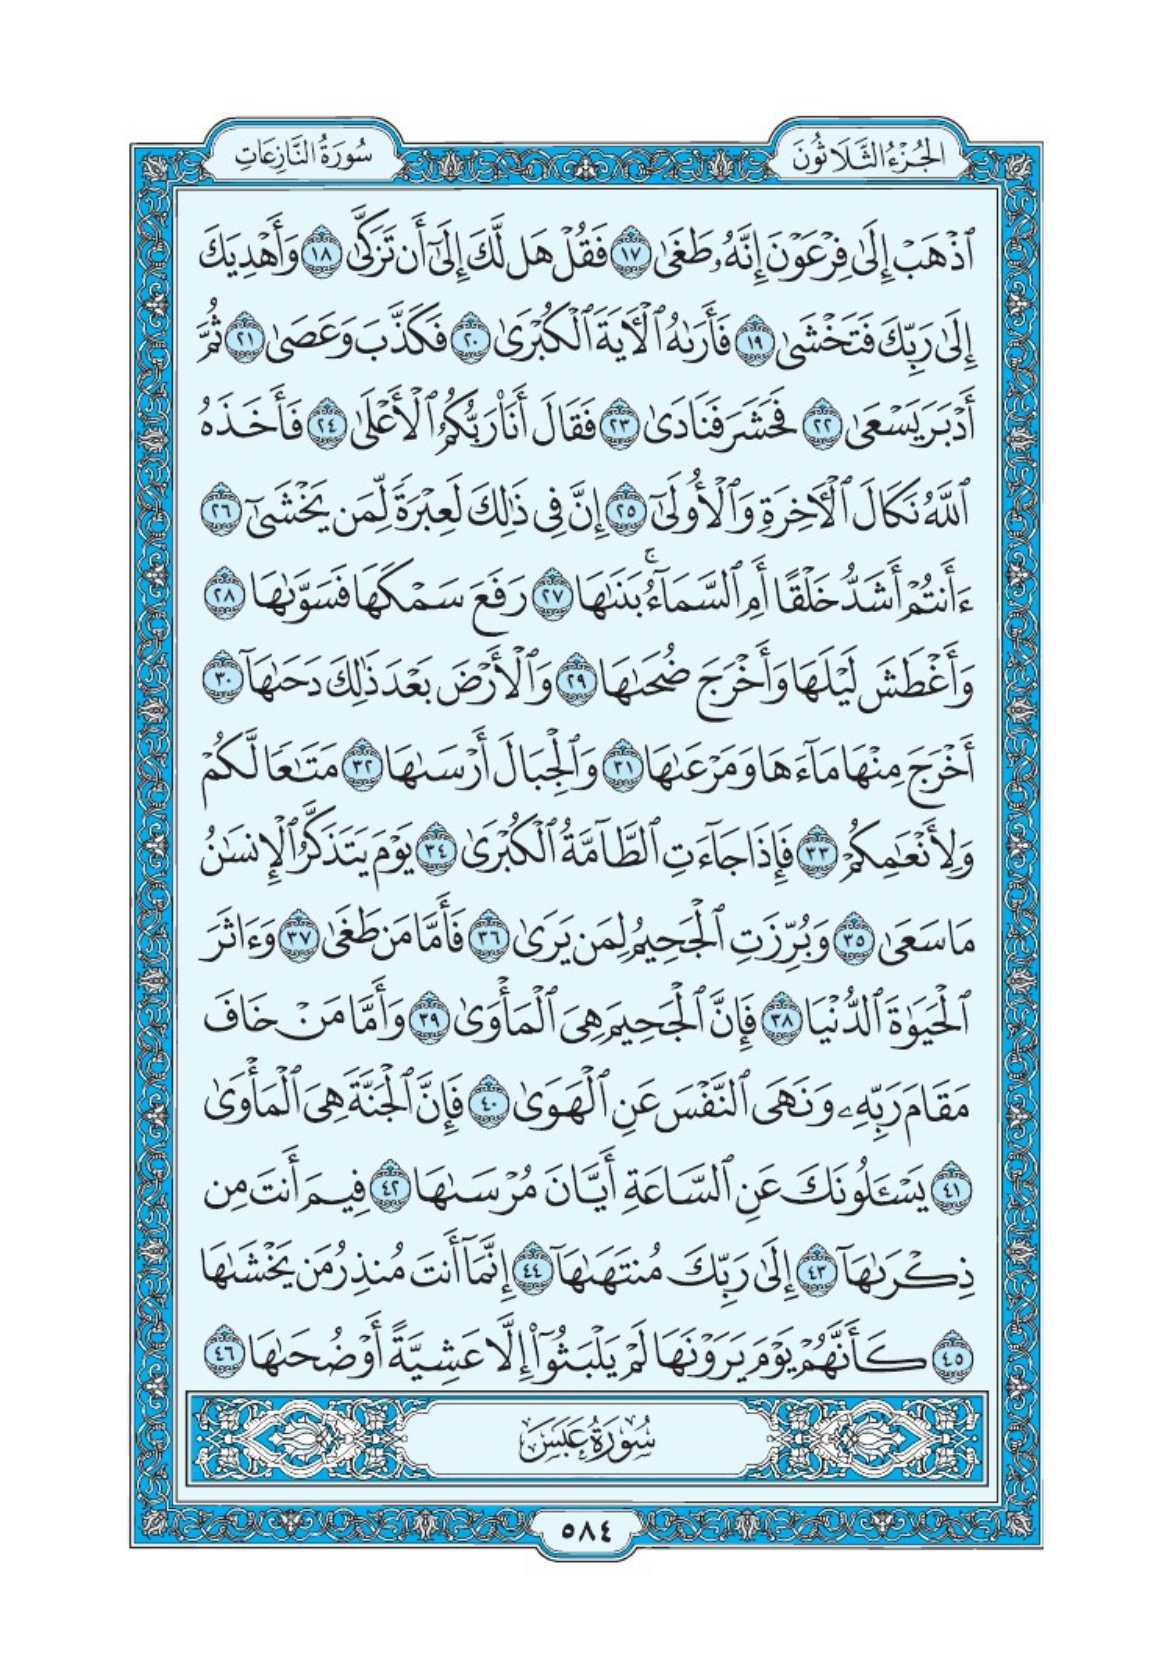 الجُزْءُ الثَّلَاثُونَ
سُورَةُ النَّازِعَاتِ
ٱذْهَبْ إِلَىٰ فِرْعَوْنَ إِنَّهُۥ طَغَىٰ ١٧ فَقُلْ هَل لَّكَ إِلَىٰٓ أَن تَزَكَّىٰ ١٨ وَأَهْدِيَكَ
إِلَىٰ رَبِّكَ فَتَخْشَىٰ ١٩ فَأَرَىٰهُ ٱلْأٓيَةَ ٱلْكُبْرَىٰ ٢٠ فَكَذَّبَ وَعَصَىٰ ٢١ ثُمَّ
أَدْبَرَ يَسْعَىٰ ٢٢ فَحَشَرَ فَنَادَىٰ ٢٣ فَقَالَ أَنَا۠ رَبُّكُمُ ٱلْأَعْلَىٰ ٢٤ فَأَخَذَهُ
ٱللَّهُ نَكَالَ ٱلْأٓخِرَةِ وَٱلْأُولَىٰٓ ٢٥ إِنَّ فِى ذَٰلِكَ لَعِبْرَةً لِّمَن يَخْشَىٰٓ ٢٦
ءَأَنتُمْ أَشَدُّ خَلْقًا أَمِ ٱلسَّمَآءُ ۚ بَنَىٰهَا ٢٧ رَفَعَ سَمْكَهَا فَسَوَّىٰهَا ٢٨
وَأَغْطَشَ لَيْلَهَا وَأَخْرَجَ ضُحَىٰهَا ٢٩ وَٱلْأَرْضَ بَعْدَ ذَٰلِكَ دَحَىٰهَآ ٣٠
أَخْرَجَ مِنْهَا مَآءَهَا وَمَرْعَىٰهَا ٣١ وَٱلْجِبَالَ أَرْسَىٰهَا ٣٢ مَتَٰعًا لَّكُمْ
وَلِأَنْعَٰمِكُمْ ٣٣ فَإِذَا جَآءَتِ ٱلطَّآمَّةُ ٱلْكُبْرَىٰ ٣٤ يَوْمَ يَتَذَكَّرُ ٱلْإِنسَٰنُ
مَا سَعَىٰ ٣٥ وَبُرِّزَتِ ٱلْجَحِيمُ لِمَن يَرَىٰ ٣٦ فَأَمَّا مَن طَغَىٰ ٣٧ وَءَاثَرَ
ٱلْحَيَوٰةَ ٱلدُّنْيَا ٣٨ فَإِنَّ ٱلْجَحِيمَ هِىَ ٱلْمَأْوَىٰ ٣٩ وَأَمَّا مَنْ خَافَ
مَقَامَ رَبِّهِۦ وَنَهَى ٱلنَّفْسَ عَنِ ٱلْهَوَىٰ ٤٠ فَإِنَّ ٱلْجَنَّةَ هِىَ ٱلْمَأْوَىٰ
٤١ يَسْـَٔلُونَكَ عَنِ ٱلسَّاعَةِ أَيَّانَ مُرْسَىٰهَا ٤٢ فِيمَ أَنتَ مِن
ذِكْرَىٰهَآ ٤٣ إِلَىٰ رَبِّكَ مُنتَهَىٰهَآ ٤٤ إِنَّمَآ أَنتَ مُنذِرُ مَن يَخْشَىٰهَا
٤٥ كَأَنَّهُمْ يَوْمَ يَرَوْنَهَا لَمْ يَلْبَثُوٓا۟ إِلَّا عَشِيَّةً أَوْ ضُحَىٰهَا ٤٦
سُورَةُ عَبَسَ
٥٨٤